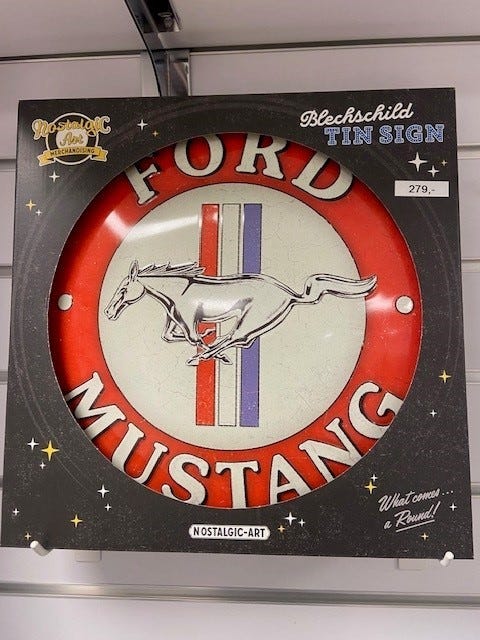 Nostalgic
Art
MERCHANDISING
Blechschild
TIN SIGN
279,-
FORD
MUSTANG
What comes...
a Round!
NOSTALGIC-ART